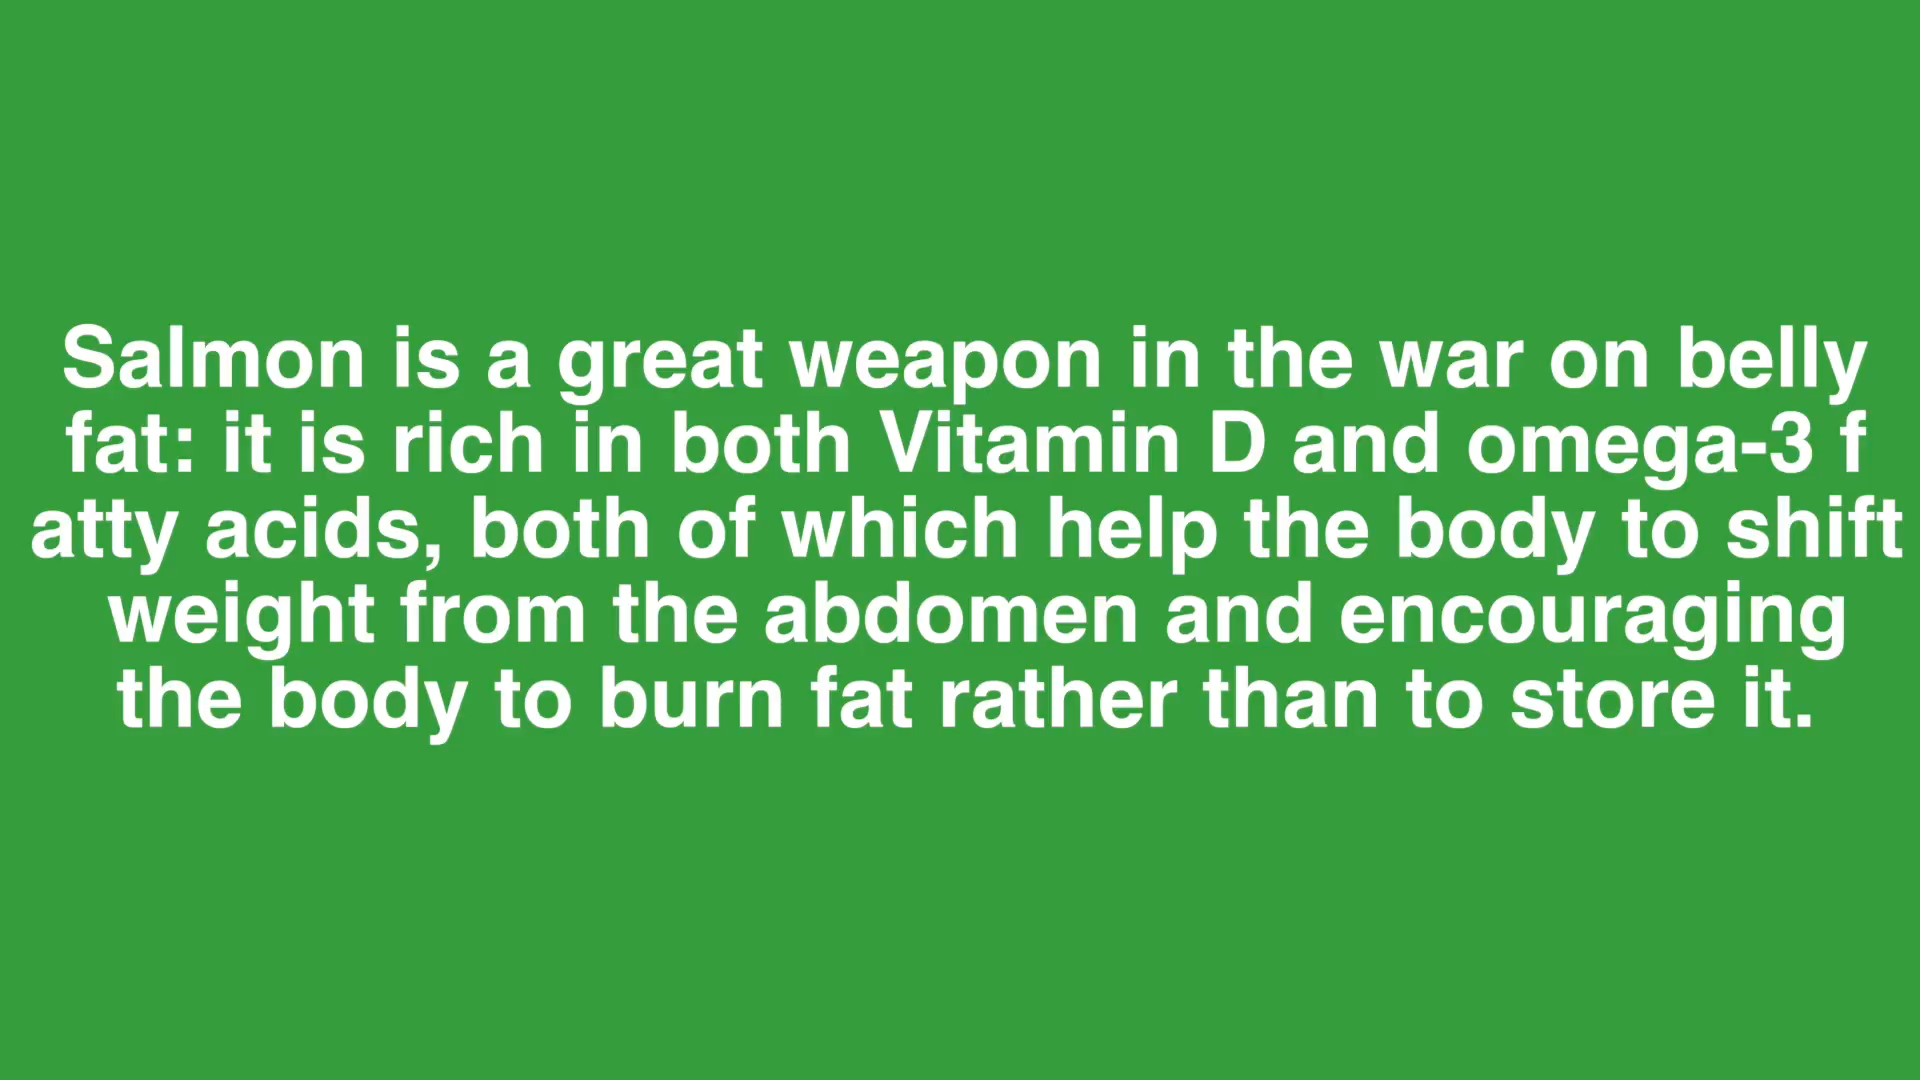 Salmon is a great weapon in the war on belly
fat: it is rich in both Vitamin D and omega-3 f
atty acids, both of which help the body to shift
weight from the abdomen and encouraging
the body to burn fat rather than to store it.